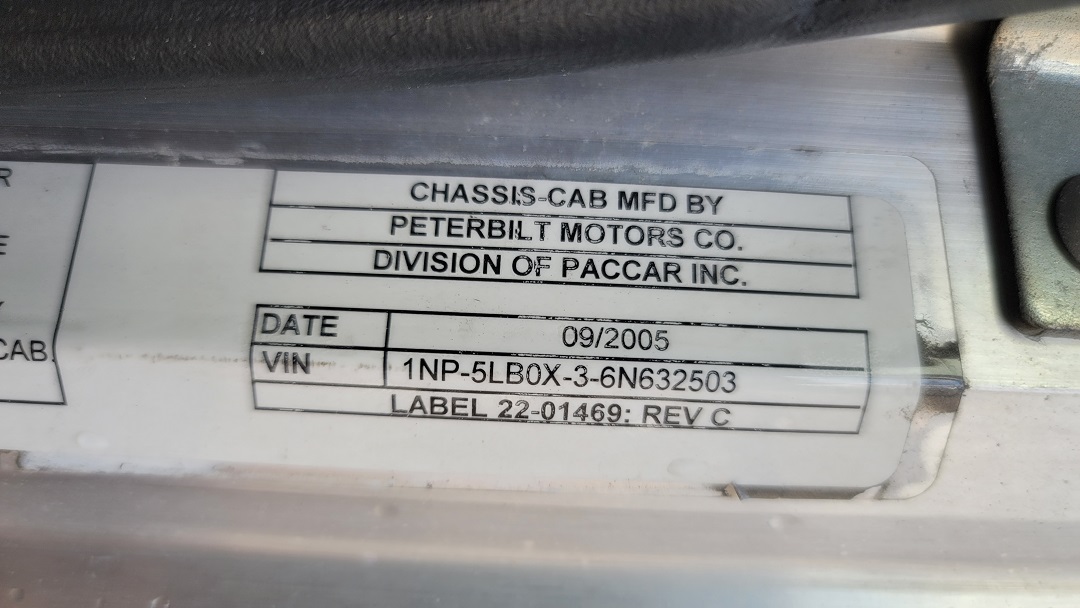 R
E
CAB
CHASSIS-CAB MFD BY
PETERBILT MOTORS CO.
DIVISION OF PACCAR INC.
DATE 09/2005
VIN 1NP-5LB0X-3-6N632503
LABEL 22-01469: REV C